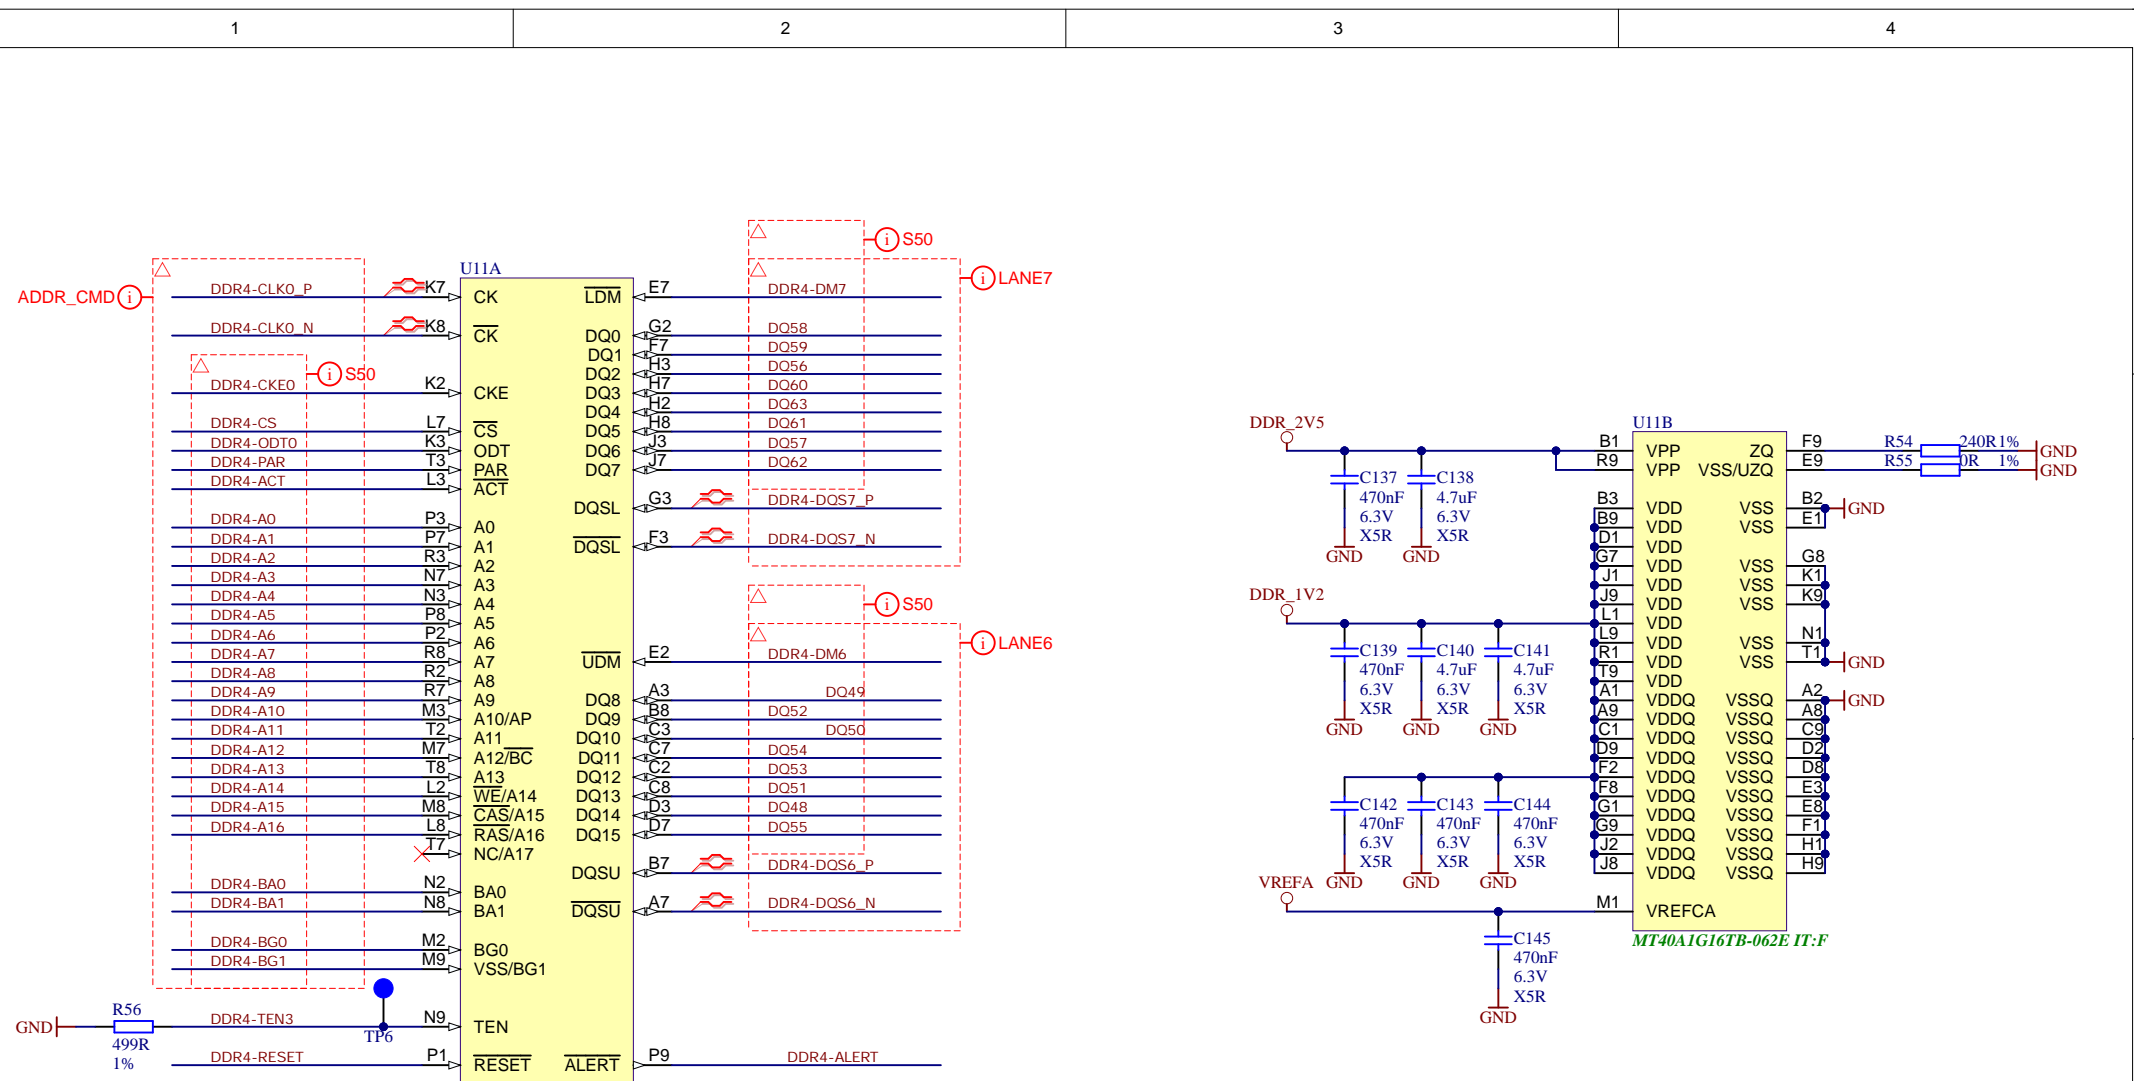 1 2 3 4
S50
LANE7
ADDR_CMD
U11A
DDR4-CLK0_P K7 CK LDM E7 DDR4-DM7
DDR4-CLK0_N K8 CK DQ0 G2 DQ58
DQ1 F7 DQ59
S50 DQ2 H3 DQ56
DDR4-CKE0 K2 CKE DQ3 H7 DQ60
DQ4 H2 DQ63
DDR4-CS L7 CS DQ5 H8 DQ61
DDR4-ODT0 K3 ODT DQ6 J3 DQ57
DDR4-PAR T3 PAR DQ7 J7 DQ62
DDR4-ACT L3 ACT
DQSL G3 DDR4-DQS7_P
DDR4-A0 P3 A0
DDR4-A1 P7 A1 DQSL F3 DDR4-DQS7_N
DDR4-A2 R3 A2
DDR4-A3 N7 A3
DDR4-A4 N3 A4 S50
DDR4-A5 P8 A5
DDR4-A6 P2 A6 LANE6
DDR4-A7 R8 A7 UDM E2 DDR4-DM6
DDR4-A8 R2 A8
DDR4-A9 R7 A9 DQ8 A3 DQ49
DDR4-A10 M3 A10/AP DQ9 B8 DQ52
DDR4-A11 T2 A11 DQ10 C3 DQ50
DDR4-A12 M7 A12/BC DQ11 C7 DQ54
DDR4-A13 T8 A13 DQ12 C2 DQ53
DDR4-A14 L2 WE/A14 DQ13 C8 DQ51
DDR4-A15 M8 CAS/A15 DQ14 D3 DQ48
DDR4-A16 L8 RAS/A16 DQ15 D7 DQ55
T7 NC/A17
DQSU B7 DDR4-DQS6_P
DDR4-BA0 N2 BA0
DDR4-BA1 N8 BA1 DQSU A7 DDR4-DQS6_N
DDR4-BG0 M2 BG0
DDR4-BG1 M9 VSS/BG1
R56
GND DDR4-TEN3 N9 TEN
499R TP6
1%
DDR4-RESET P1 RESET ALERT P9 DDR4-ALERT
DDR_2V5 U11B
B1 VPP ZQ F9 R54 240R 1% GND
R9 VPP VSS/UZQ E9 R55 0R 1% GND
C137 C138
470nF 4.7uF
6.3V 6.3V
X5R X5R
GND GND
B3 VDD VSS B2 GND
B9 VDD VSS E1
D1 VDD
G7 VDD VSS G8
J1 VDD VSS K1
J9 VDD VSS K9
DDR_1V2
L1 VDD
L9 VDD VSS N1
R1 VDD VSS T1 GND
T9 VDD
C139 C140 C141
470nF 4.7uF 4.7uF
6.3V 6.3V 6.3V
X5R X5R X5R
GND GND GND
A1 VDDQ VSSQ A2 GND
A9 VDDQ VSSQ A8
C1 VDDQ VSSQ C9
D9 VDDQ VSSQ D2
F2 VDDQ VSSQ D8
F8 VDDQ VSSQ E3
G1 VDDQ VSSQ E8
G9 VDDQ VSSQ F1
J2 VDDQ VSSQ H1
J8 VDDQ VSSQ H9
C142 C143 C144
470nF 470nF 470nF
6.3V 6.3V 6.3V
X5R X5R X5R
VREFA GND GND GND
M1 VREFCA
MT40A1G16TB-062E IT:F
C145
470nF
6.3V
X5R
GND